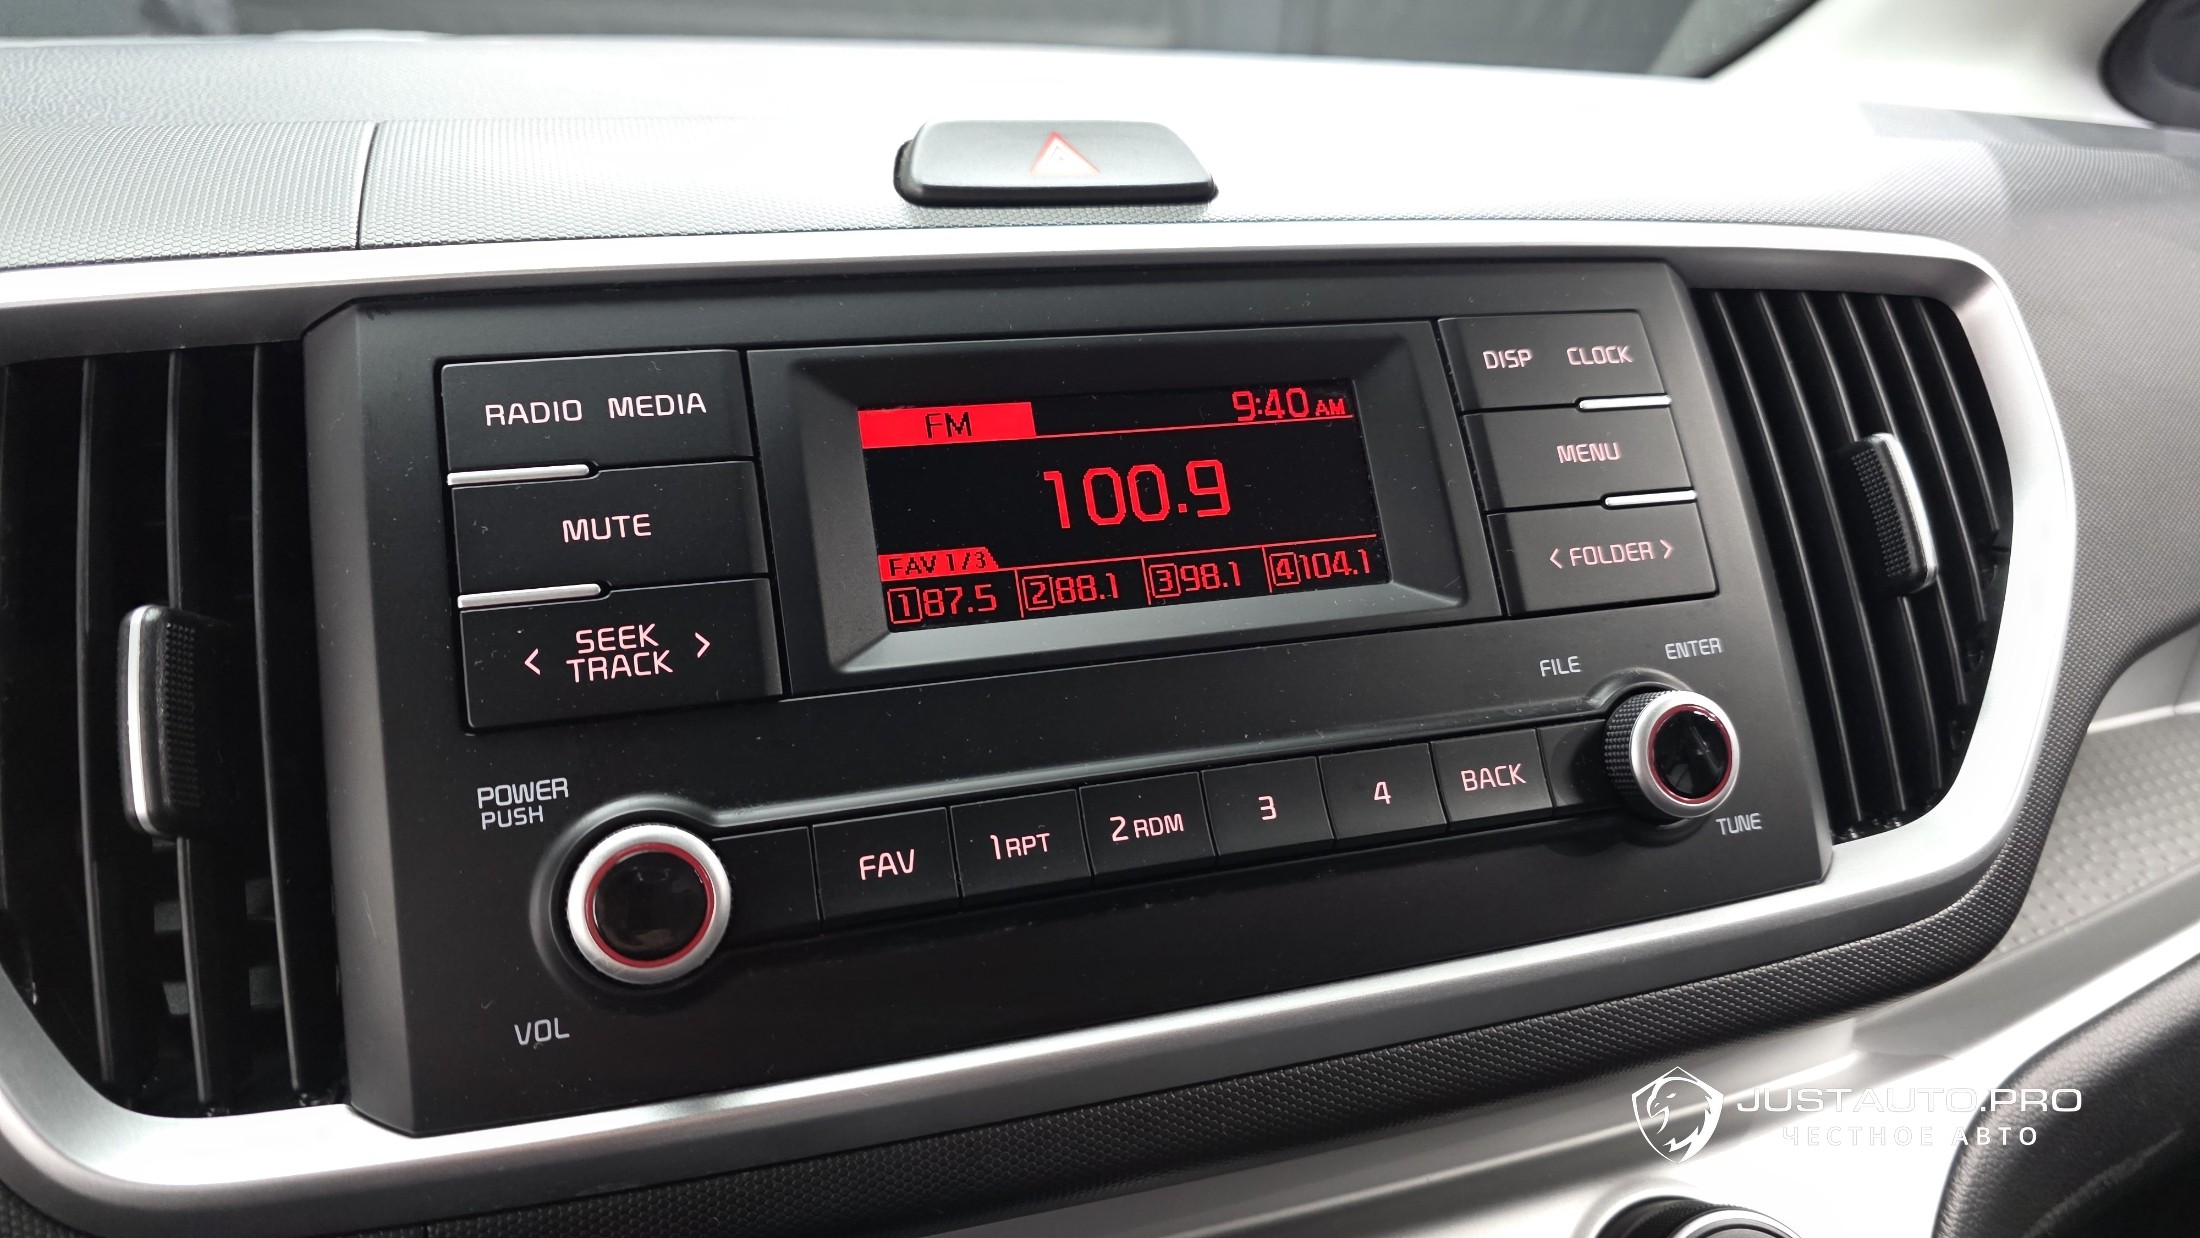 RADIO MEDIA
MUTE
< SEEK TRACK >
FM 9:40 AM
100.9
FAV 1/3
1 87.5 2 88.1 3 98.1 4 104.1
DISP CLOCK
MENU
< FOLDER >
POWER
PUSH
VOL
FAV 1 RPT 2 RDM 3 4 BACK
FILE
ENTER
TUNE
JUSTAUTO.PRO
ЧЕСТНОЕ АВТО